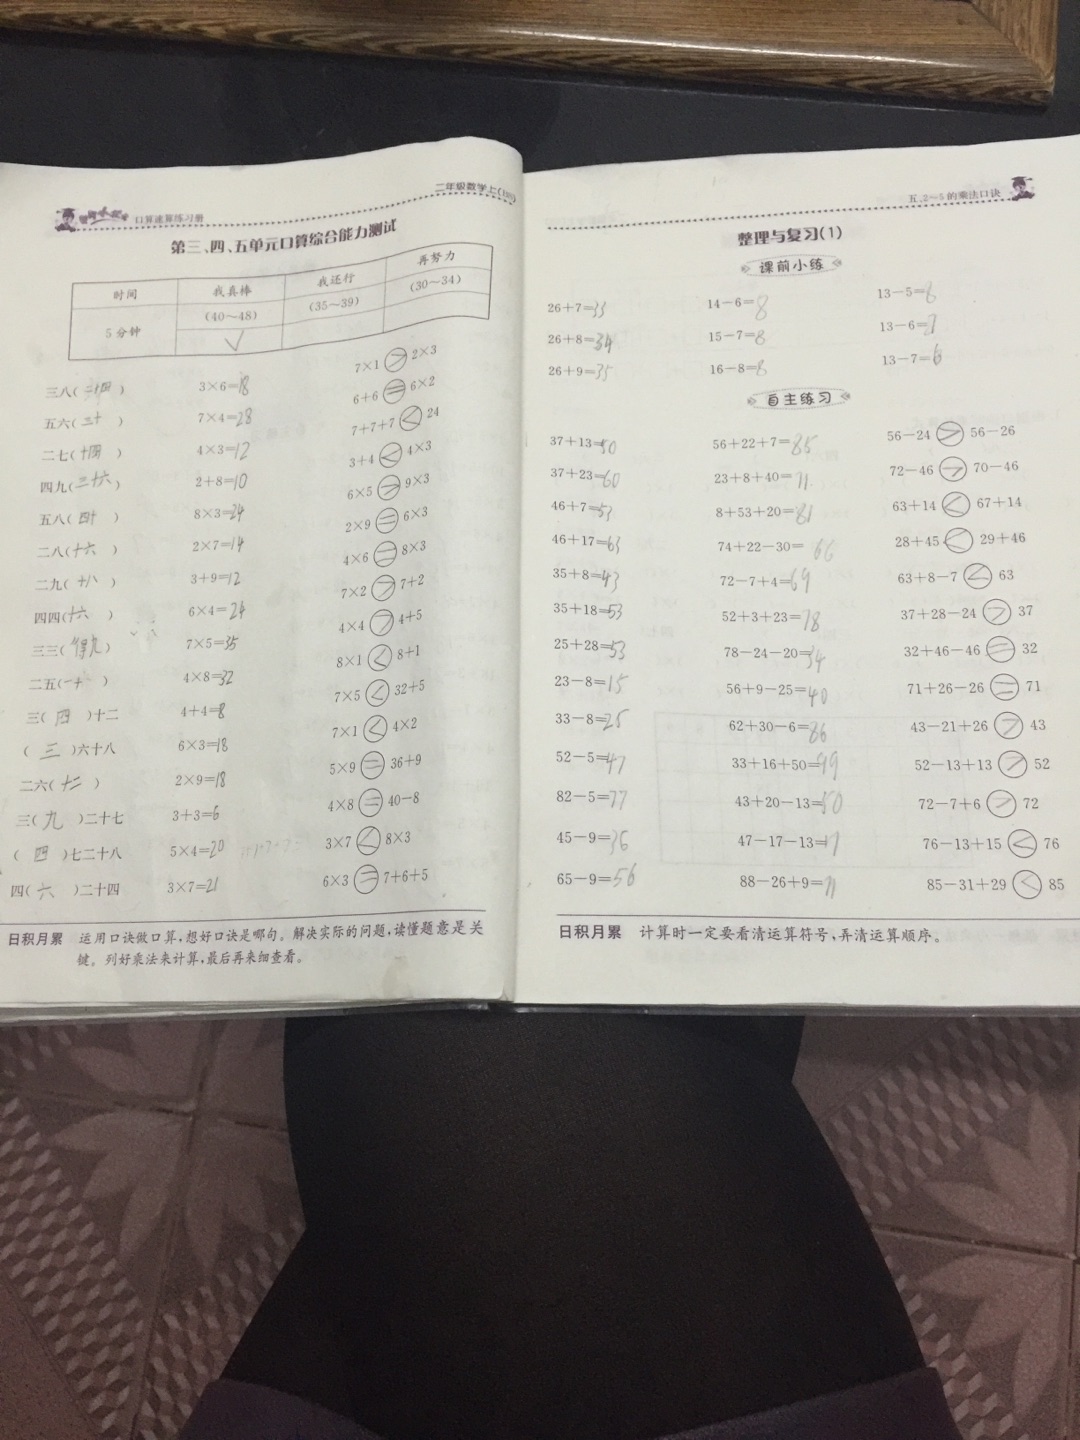 口算速算练习册
二年级数学上
第三、四、五单元口算综合能力测试
时间 我真棒 我还行 再努力
(40～48) (35～39) (30～34)
5分钟 √
三八(二十四) 3×6=18 7×1>2×3
五六(三十) 7×4=28 6+6=6×2
二七(十四) 4×3=12 7+7+7<24
四九(三十六) 2+8=10 3+4<4×3
五八(四十) 8×3=24 6×5>9×3
二八(十六) 2×7=14 2×9=6×3
二九(十八) 3+9=12 4×6=8×3
四四(十六) 6×4=24 7×2>7+2
三三(得九) 7×5=35 4×4>4+5
二五(一十) 4×8=32 8×1<8+1
三(四)十二 4+4=8 7×5<32+5
(三)六十八 6×3=18 7×1<4×2
二六(十二) 2×9=18 5×9=36+9
三(九)二十七 3+3=6 4×8=40-8
(四)七二十八 5×4=20 3×7<8×3
四(六)二十四 3×7=21 6×3=7+6+5
日积月累 运用口诀做口算,想好口诀是哪句。解决实际的问题,读懂题意是关
键。列好乘法来计算,最后再来细查看。
五、2～5的乘法口诀
整理与复习(1)
课前小练
26+7=33 14-6=8 13-5=8
26+8=34 15-7=8 13-6=7
26+9=35 16-8=8 13-7=6
自主练习
37+13=50 56+22+7=85 56-24>56-26
37+23=60 23+8+40=71 72-46>70-46
46+7=53 8+53+20=81 63+14<67+14
46+17=63 74+22-30=66 28+45<29+46
35+8=43 72-7+4=69 63+8-7<63
35+18=53 52+3+23=78 37+28-24>37
25+28=53 78-24-20=34 32+46-46=32
23-8=15 56+9-25=40 71+26-26=71
33-8=25 62+30-6=86 43-21+26>43
52-5=47 33+16+50=99 52-13+13>52
82-5=77 43+20-13=50 72-7+6>72
45-9=36 47-17-13=17 76-13+15<76
65-9=56 88-26+9=71 85-31+29<85
日积月累 计算时一定要看清运算符号,弄清运算顺序。